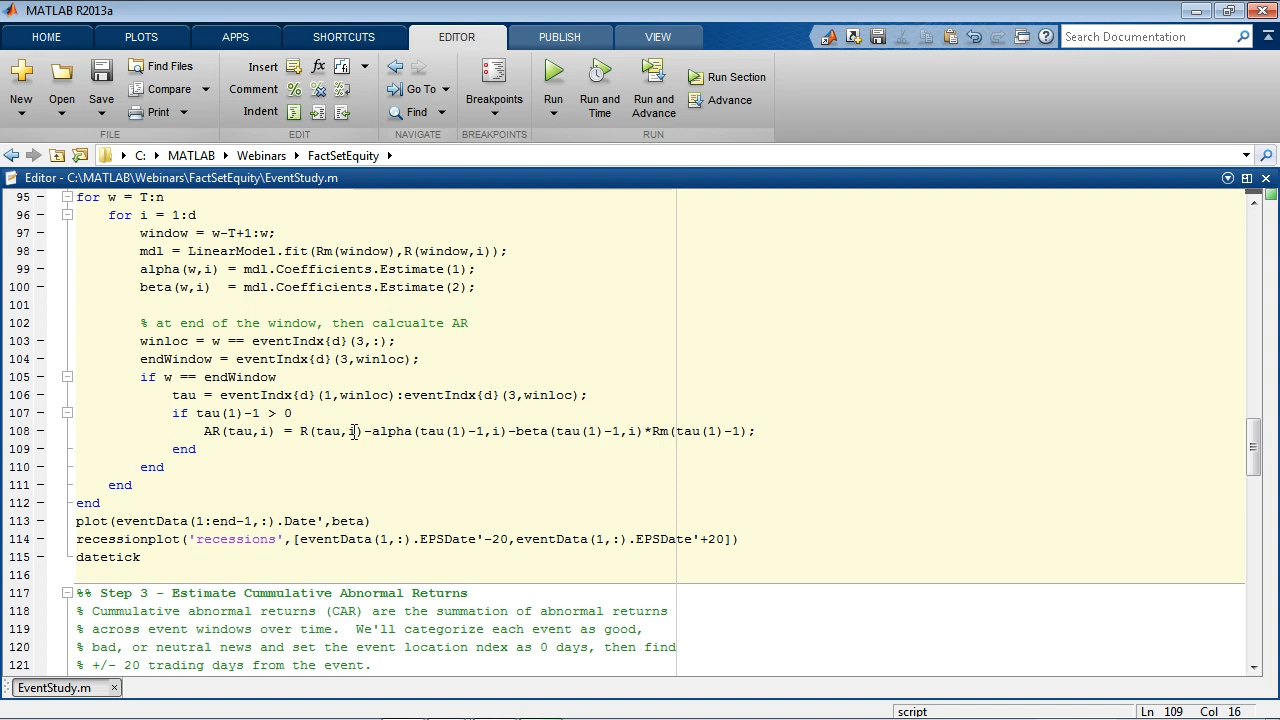 MATLAB R2013a
HOME PLOTS APPS SHORTCUTS EDITOR PUBLISH VIEW Search Documentation
New Open Save Find Files Compare Print Insert Comment Indent fx Go To Find Breakpoints Run Run and Time Run and Advance Run Section Advance
FILE EDIT NAVIGATE BREAKPOINTS RUN
C: MATLAB Webinars FactSetEquity
Editor - C:\MATLAB\Webinars\FactSetEquity\EventStudy.m
95 for w = T:n
96 for i = 1:d
97 window = w-T+1:w;
98 mdl = LinearModel.fit(Rm(window),R(window,i));
99 alpha(w,i) = mdl.Coefficients.Estimate(1);
100 beta(w,i)  = mdl.Coefficients.Estimate(2);
101
102 % at end of the window, then calcualte AR
103 winloc = w == eventIndx{d}(3,:);
104 endWindow = eventIndx{d}(3,winloc);
105 if w == endWindow
106 tau = eventIndx{d}(1,winloc):eventIndx{d}(3,winloc);
107 if tau(1)-1 > 0
108 AR(tau,i) = R(tau,i)-alpha(tau(1)-1,i)-beta(tau(1)-1,i)*Rm(tau(1)-1);
109 end
110 end
111 end
112 end
113 plot(eventData(1:end-1,:).Date',beta)
114 recessionplot('recessions',[eventData(1,:).EPSDate'-20,eventData(1,:).EPSDate'+20])
115 datetick
116
117 %% Step 3 - Estimate Cummulative Abnormal Returns
118 % Cummulative abnormal returns (CAR) are the summation of abnormal returns
119 % across event windows over time.  We'll categorize each event as good,
120 % bad, or neutral news and set the event location ndex as 0 days, then find
121 % +/- 20 trading days from the event.
EventStudy.m
script Ln 109 Col 16